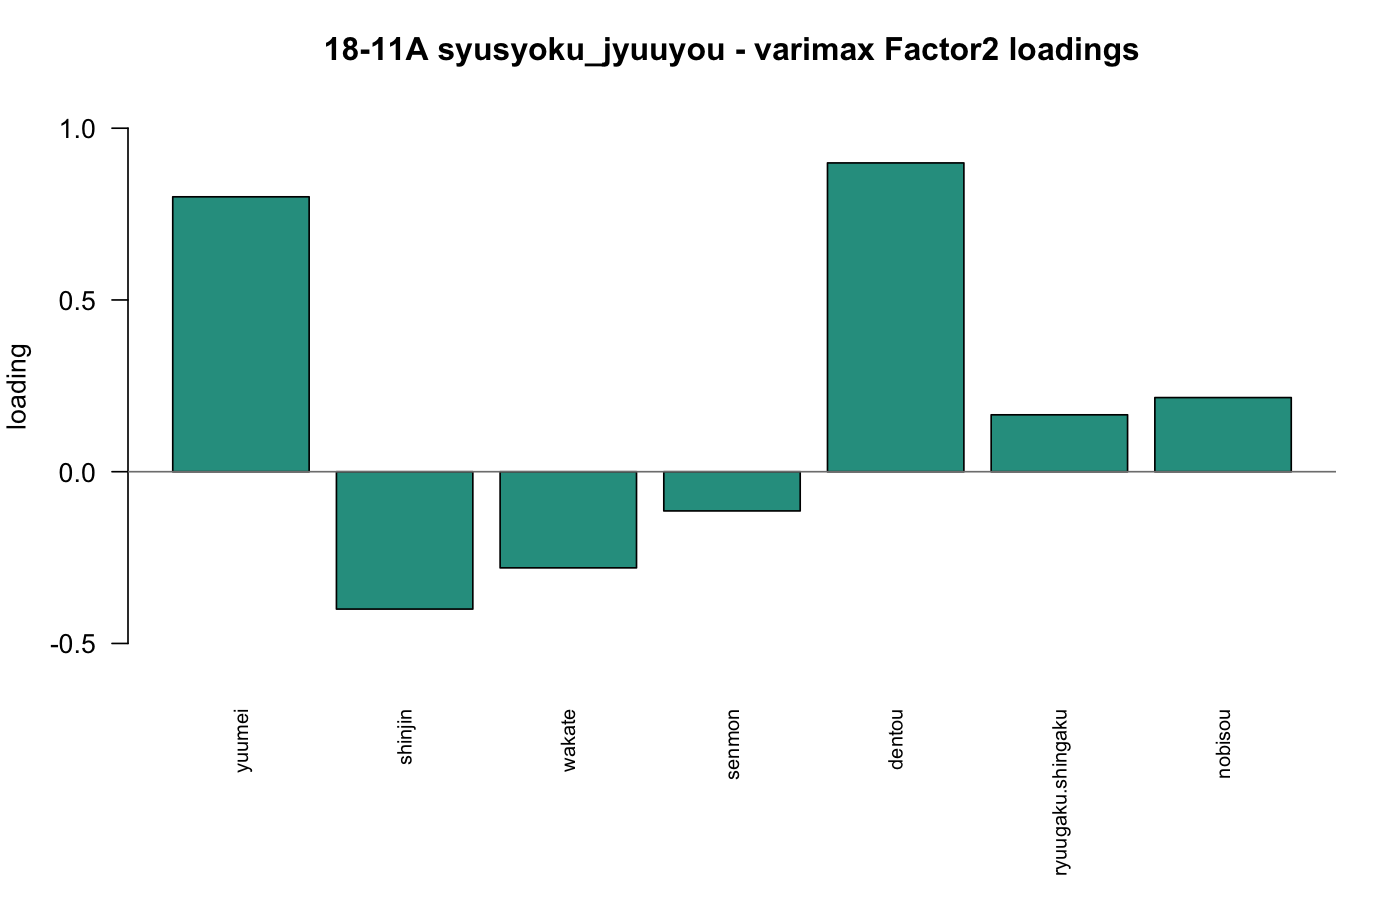 18-11A syusyoku_jyuuyou - varimax Factor2 loadings
1.0
0.5
0.0
-0.5
loading
yuumei
shinjin
wakate
senmon
dentou
ryuugaku.shingaku
nobisou